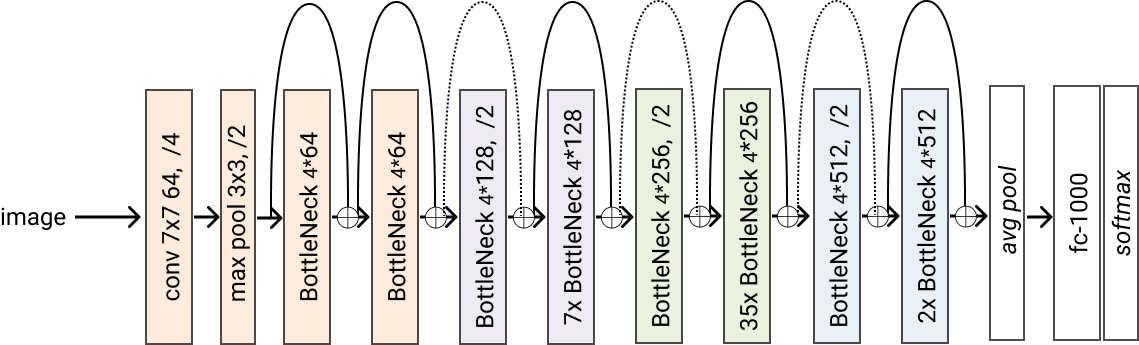 image
conv 7x7 64, /4
max pool 3x3, /2
BottleNeck 4*64
BottleNeck 4*64
BottleNeck 4*128, /2
7x BottleNeck 4*128
BottleNeck 4*256, /2
35x BottleNeck 4*256
BottleNeck 4*512, /2
2x BottleNeck 4*512
avg pool
fc-1000
softmax